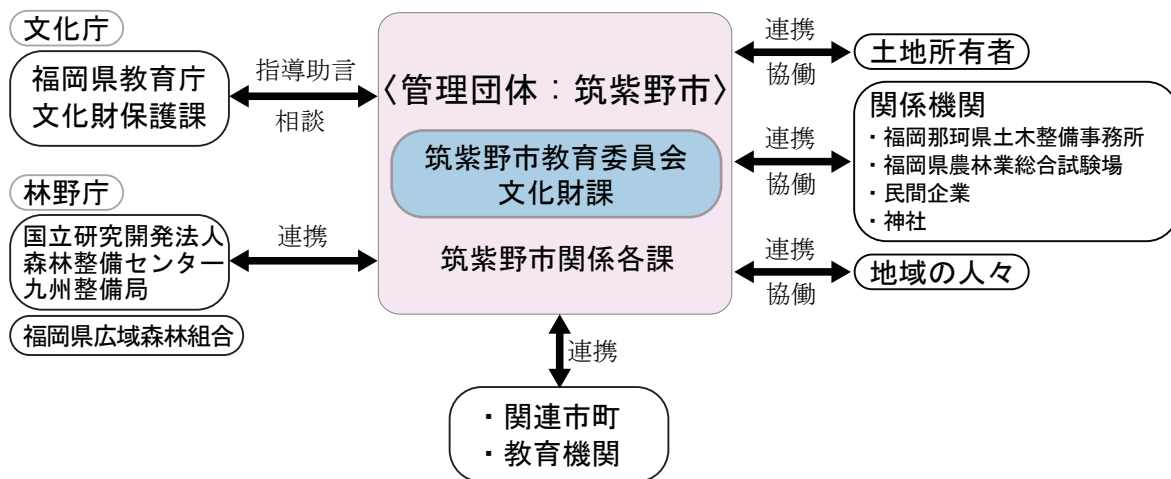 文化庁
福岡県教育庁
文化財保護課
指導助言
相談
林野庁
国立研究開発法人
森林整備センター
九州整備局
連携
福岡県広域森林組合
〈管理団体：筑紫野市〉
筑紫野市教育委員会
文化財課
筑紫野市関係各課
連携
・関連市町
・教育機関
連携
協働
土地所有者
連携
協働
関係機関
・福岡那珂県土木整備事務所
・福岡県農林業総合試験場
・民間企業
・神社
連携
協働
地域の人々